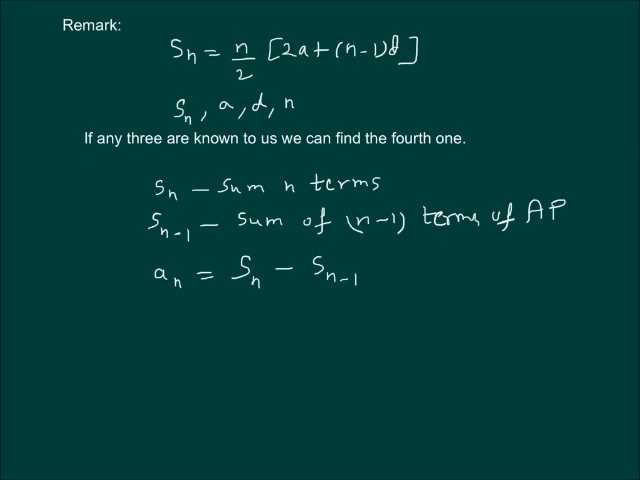 Remark:
Sn = n/2 [2a+(n-1)d]
Sn, a, d, n
If any three are known to us we can find the fourth one.
Sn - sum n terms
Sn-1 - sum of (n-1) terms of AP
an = Sn - Sn-1